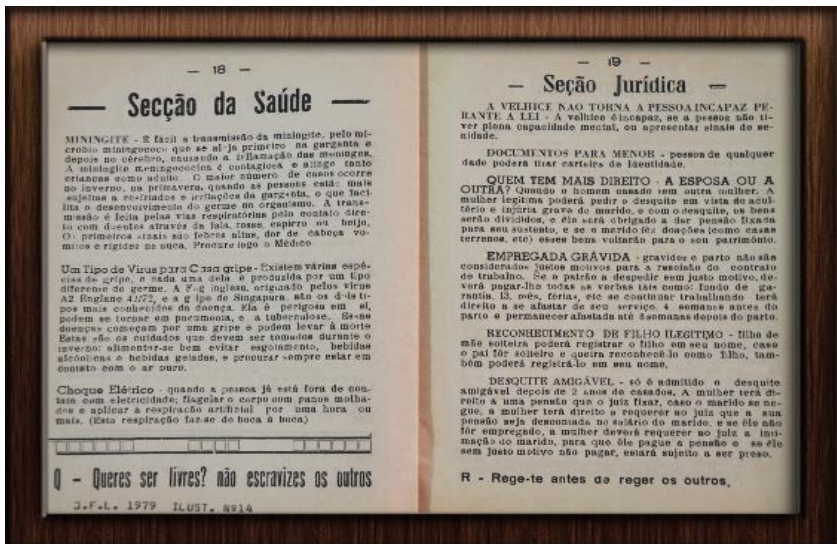 — 18 —
— Secção da Saúde —
MININGITE - E fácil a transmissão da miningite, pelo mi-
crobio miningococo que se al-ja primeiro na garganta e
depois no cérebro, causando a inflamação das meninges.
A miningite meningococina é contagiosa e atinge tanto
crianças como adulto. O maior número de casos ocorre
no inverno, na primavera, quando as pessoas estão mais
sujeitas a resfriados e irritações da garganta, o que faci-
lita o desenvolvimento do germe no organismo. A trans-
missão é feita pelas vias respiratórias pelo contato dire-
to com doentes através da fala, tosse, espirro ou beijo.
Os primeiros sinais são febres altas, dor de cabeça vo-
mitos e rigidez na nuca. Procure logo o Médico
Um Tipo de Virus para Casa gripe - Existem várias espé-
cies de gripe, e cada uma dela é produzida por um tipo
diferente de germe. A inglesa, originado pelos virus
A2 Englane 42/72, e a gripe de Singapura, são os dois ti-
pos mais conhecidos da doença. Ela é perigosa em si,
podem se tornar em pneumonia, e a tuberculose. Essas
doenças começam por uma gripe e podem levar à morte
Estas são os cuidados que devem ser tomados durante o
inverno: alimentar-se bem evitar esgotamento, bebidas
alcóolicas e bebidas geladas, e procurar sempre estar em
contato com o ar puro.
Choque Elétrico - quando a pessoa já está fora de con-
tato com eletricidade; flagelar o corpo com panos molha-
dos e aplicar a respiração artificial por uma hora ou
mais. (Esta respiração faz-se de boca à boca)
Q - Queres ser livres? não escravizes os outros
J.F.L. 1979 ILUST. Nº14
— 19 —
— Seção Jurídica —
A VELHICE NAO TORNA A PESSOA INCAPAZ PE-
RANTE A LEI - A velhice é incapaz, se a pessoa não ti-
ver plena capacidade mental, ou apresentar sinais de se-
nidade.
DOCUMENTOS PARA MENOR - pessoa de qualquer
idade poderá tirar carteira de Identidade.
QUEM TEM MAIS DIREITO - A ESPOSA OU A
OUTRA? Quando o homem casado tem outra mulher. A
mulher legítima poderá pedir o desquite em vista do adul-
tério e injúria grave do marido, e com o desquite, os bens
serão divididos, e êle será obrigado a dar pensão fixada
para seu sustento, e se o marido fêz doações (como casas
terrenos, etc) esses bens voltarão para o seu patrimônio.
EMPREGADA GRÁVIDA - gravidez e parto não são
considerados justos motivos para a rescisão do contrato
de trabalho. Se o patrão a despedir sem justo motivo, de-
verá pagar-lhe todas as verbas tais como: fundo de ga-
rantia, 13. mês, férias, etc se continuar trabalhando terá
direito a se afastar de seu serviço, 4 semanas antes do
parto e permanecer afastada até 8 semanas depois do parto.
RECONHECIMENTO DE FILHO ILEGITIMO - filho de
mãe solteira poderá registrar o filho em seu nome, caso
o pai fôr solteiro e queira reconhecê-lo como filho, tam-
bém poderá registrá-lo em seu nome.
DESQUITE AMIGÁVEL - só é admitido o desquite
amigável depois de 2 anos de casados. A mulher terá di-
reito a uma pensão que o juiz fixar, caso o marido se ne-
gue, a mulher terá direito a requerer ao juiz que a sua
pensão seja descontada no salário do marido, e se êle não
fôr empregado, a mulher deverá requerer ao juiz a inti-
mação do marido, para que êle pague a pensão e se êle
sem justo motivo não pagar, estará sujeito a ser preso.
R - Rege-te antes de reger os outros.